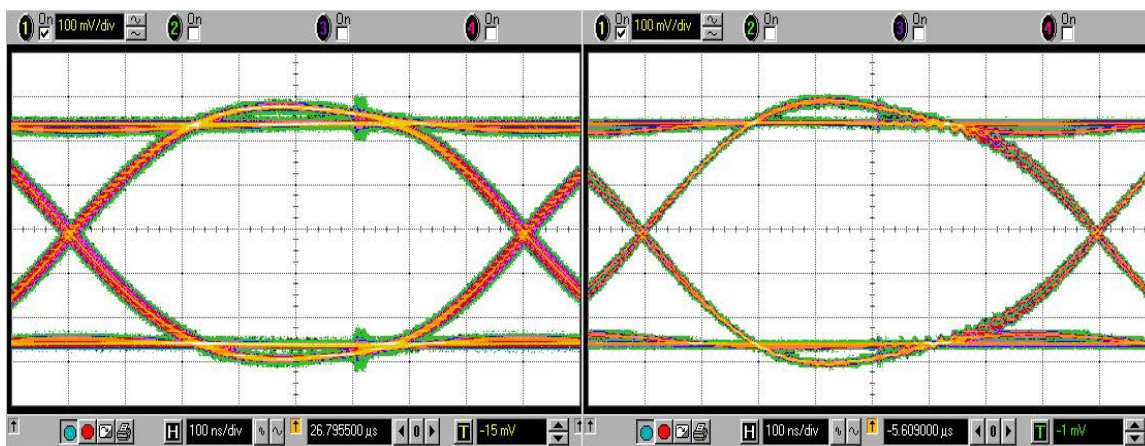 1 On 100 mV/div 2 On 3 On 4 On
1 On 100 mV/div 2 On 3 On 4 On
H 100 ns/div 26.795500 µs 0 T -15 mV
H 100 ns/div -5.609000 µs 0 T -1 mV